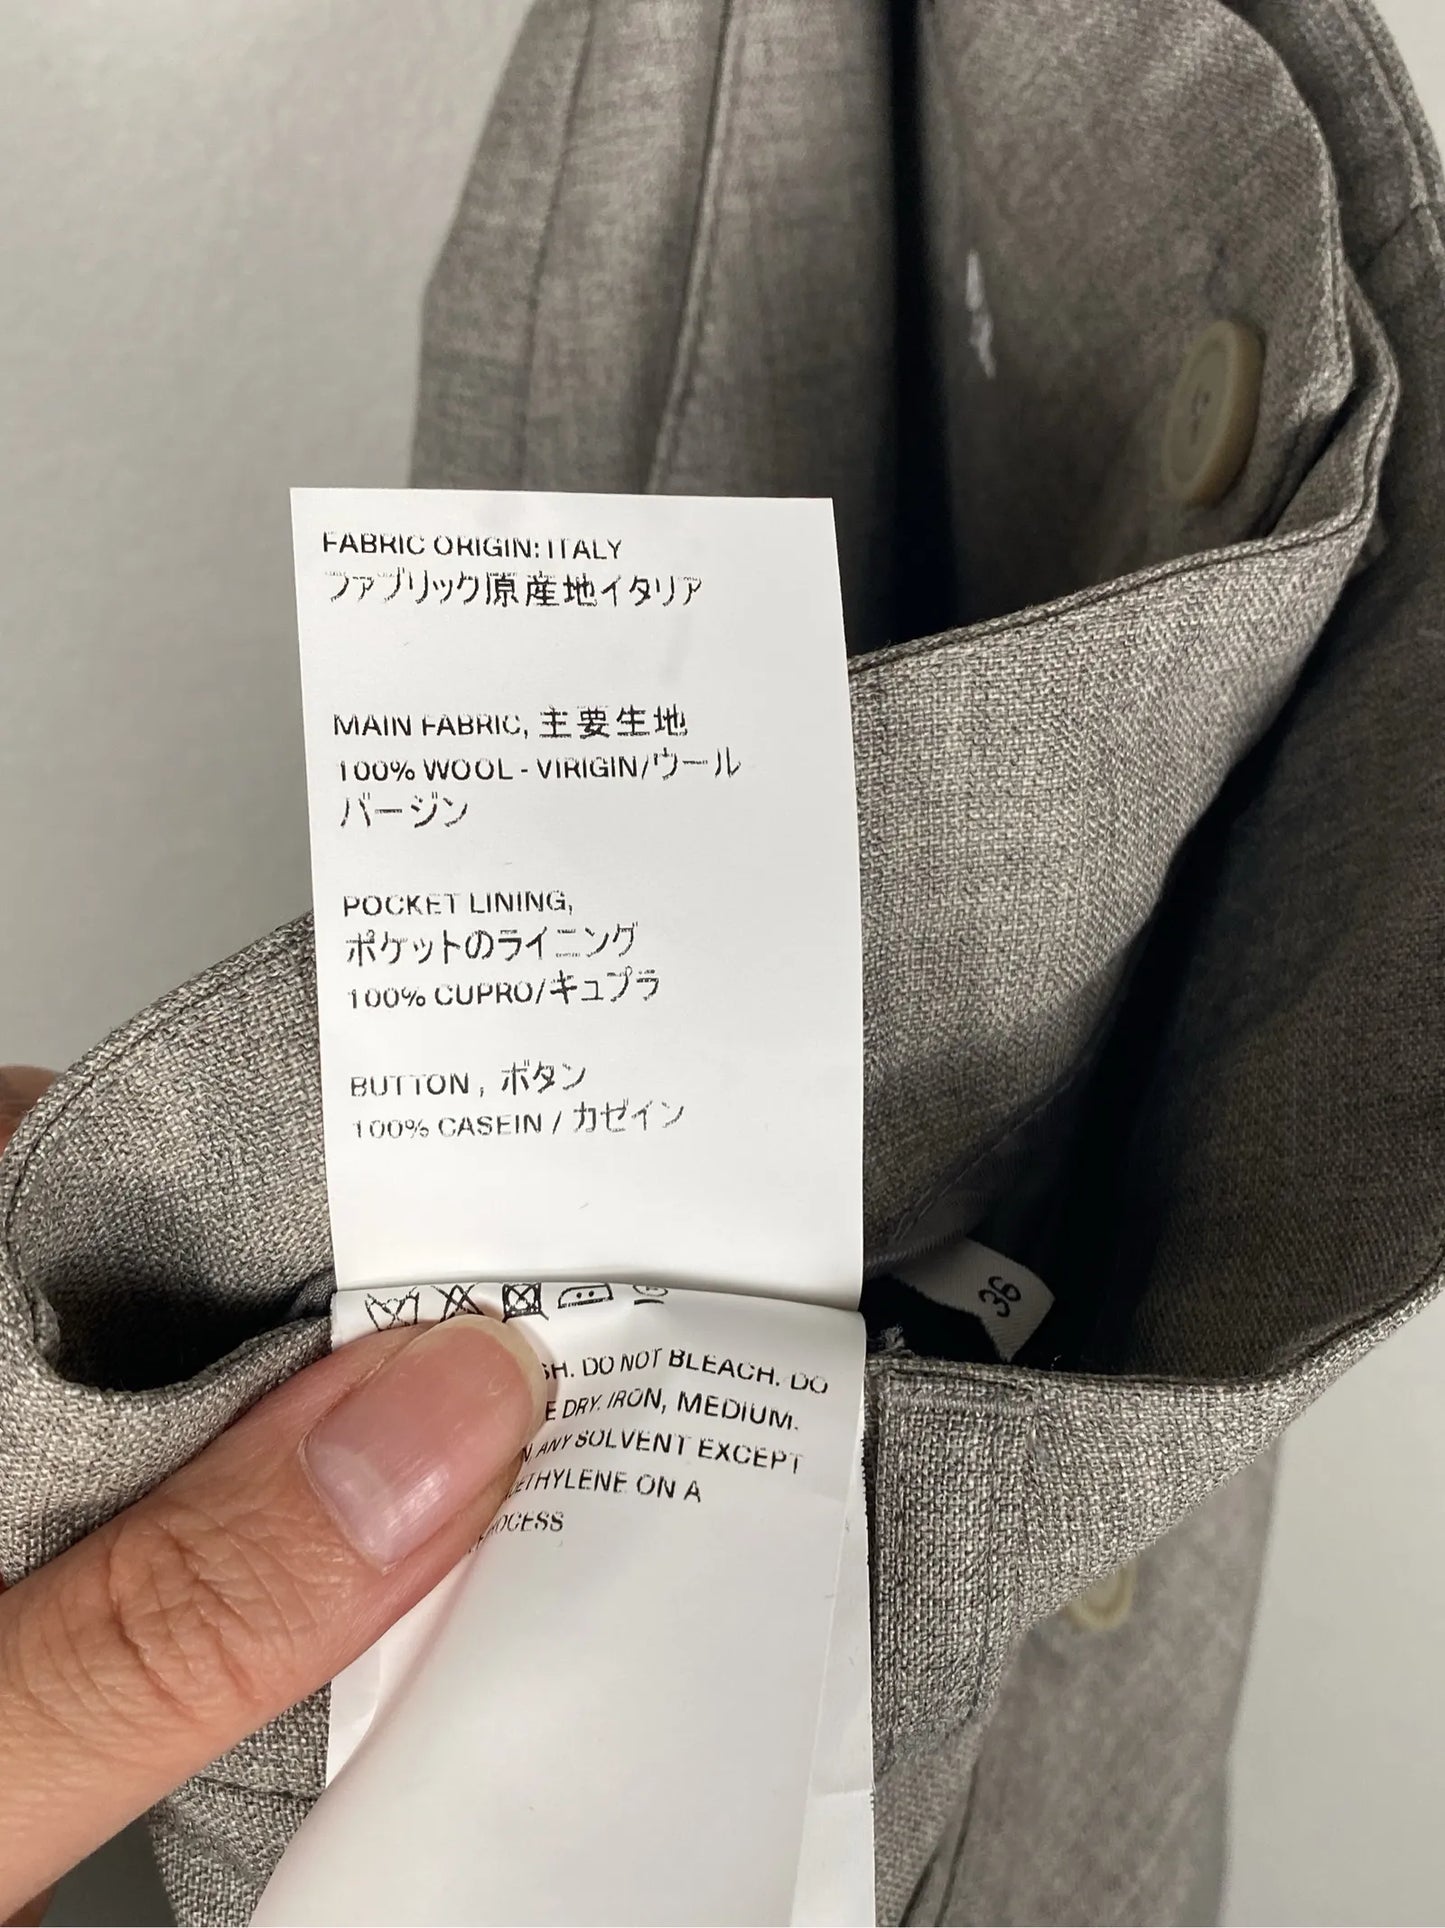 FABRIC ORIGIN: ITALY
ファブリック原産地イタリア
MAIN FABRIC, 主要生地
100% WOOL - VIRIGIN/ウール
バージン
POCKET LINING,
ポケットのライニング
100% CUPRO/キュプラ
BUTTON , ボタン
100% CASEIN / カゼイン
36
DO NOT BLEACH. DO
DRY. IRON, MEDIUM.
ANY SOLVENT EXCEPT
ON A